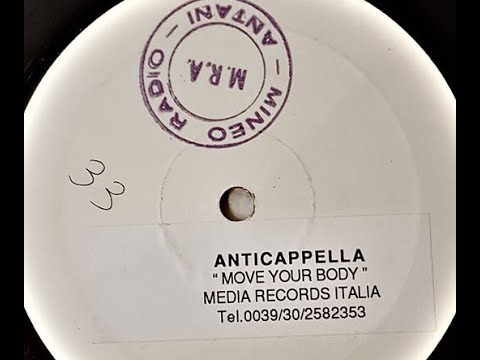 MINEO RADIO ANTANI
M.R.A.
33
ANTICAPPELLA
“ MOVE YOUR BODY ”
MEDIA RECORDS ITALIA
Tel.0039/30/2582353